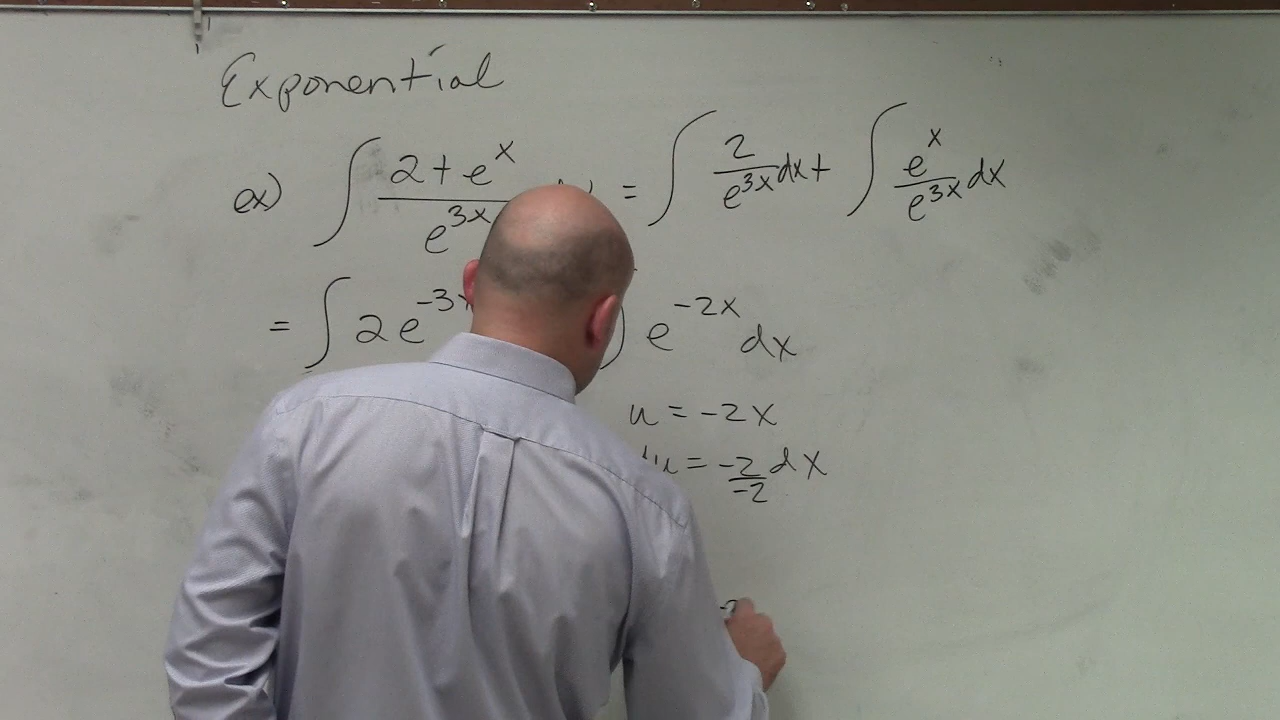 Exponential
ex) ∫ (2 + e^x)/(e^{3x}) = ∫ 2/(e^{3x}) dx + ∫ e^x/(e^{3x}) dx
= ∫ 2e^{-3x} ∫ e^{-2x} dx
u = -2x
du = -2/-2 dx